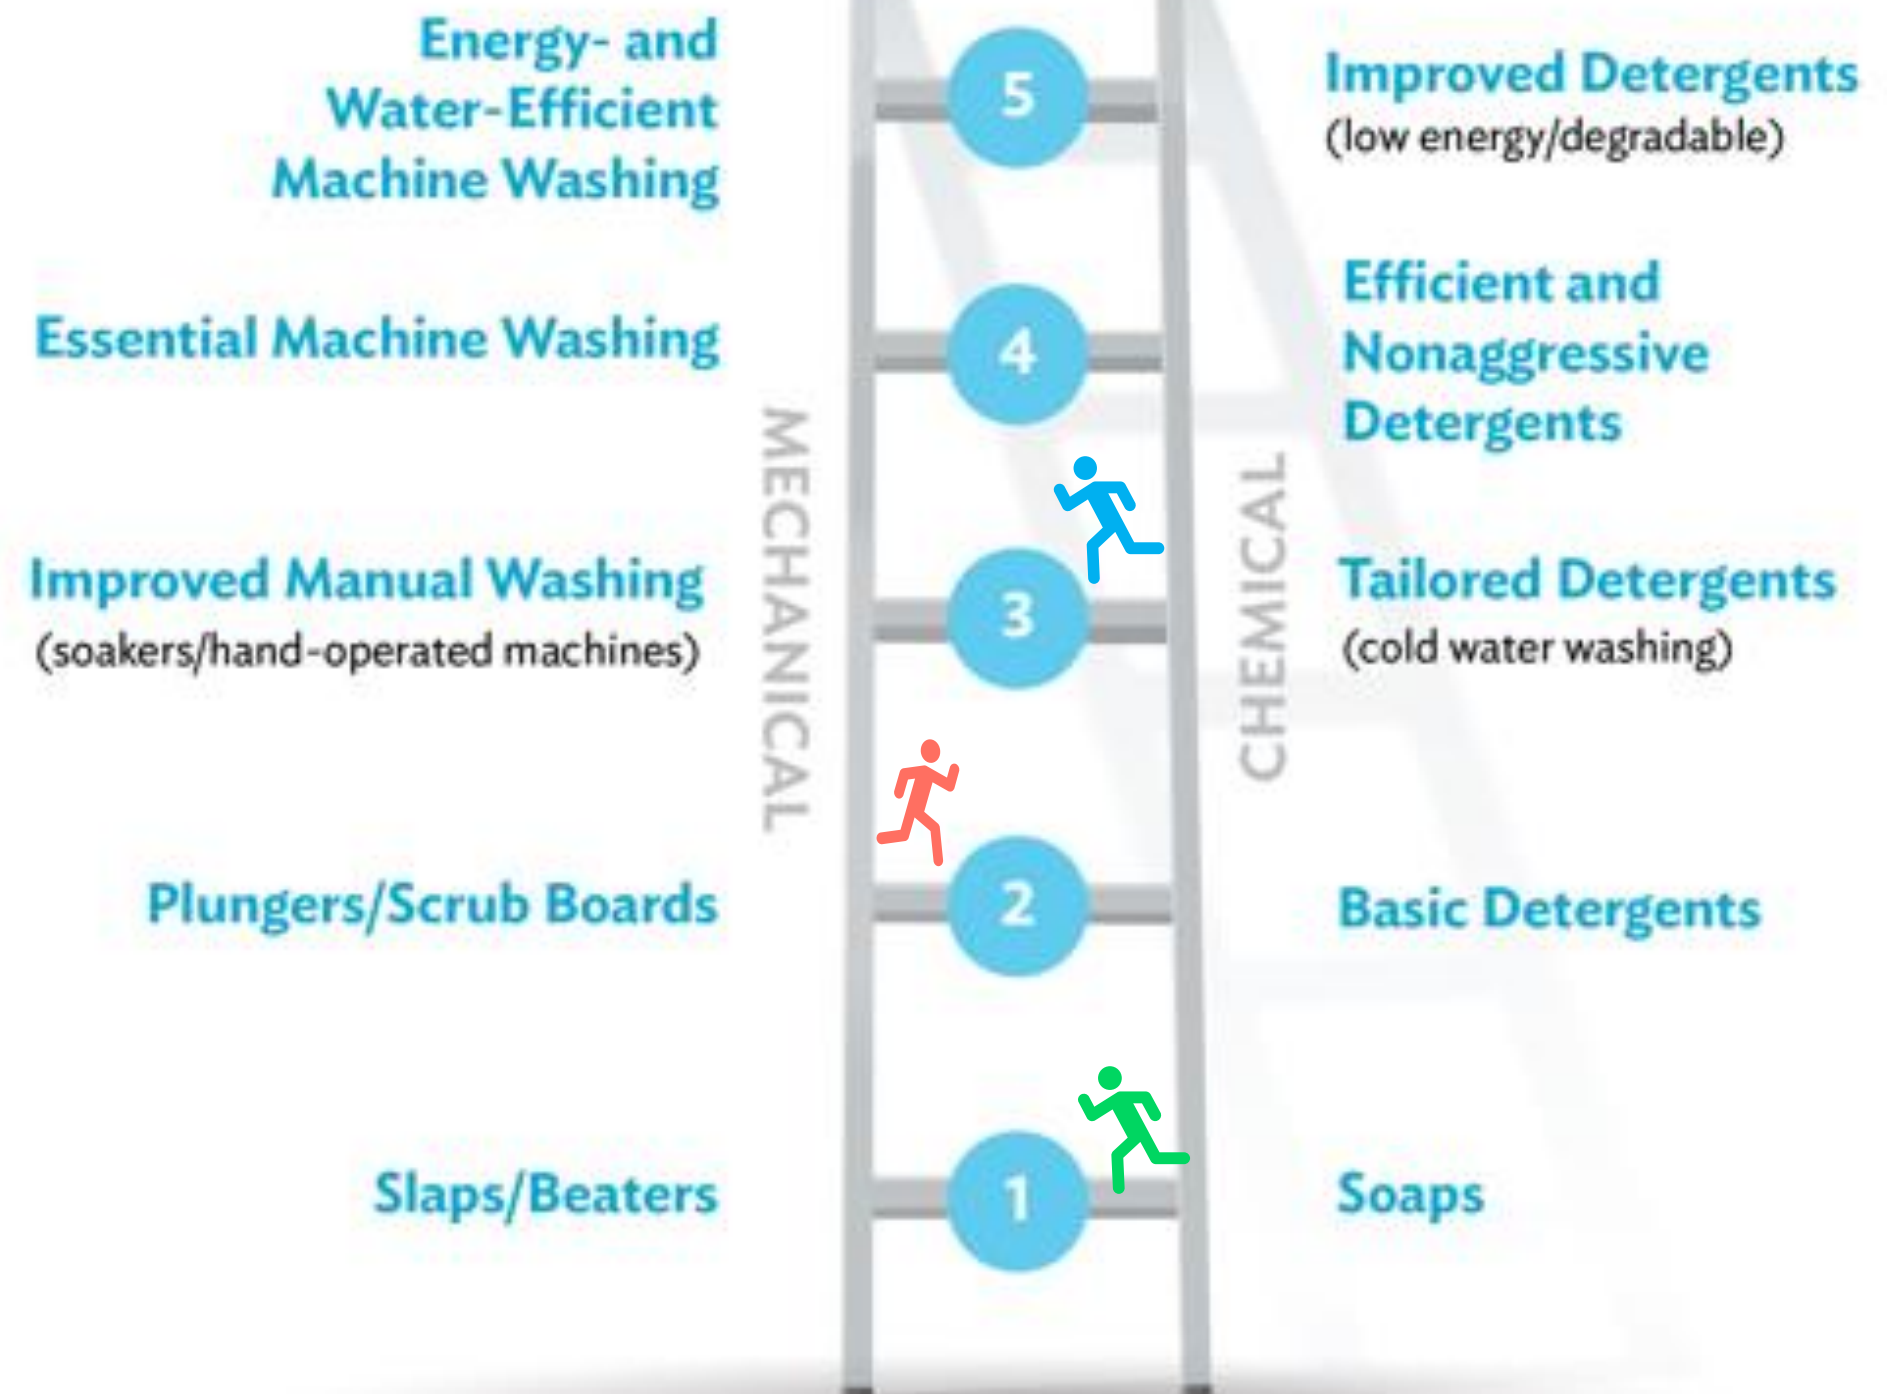 Energy- and
Water-Efficient
Machine Washing
5
Improved Detergents
(low energy/degradable)
Essential Machine Washing
4
Efficient and
Nonaggressive
Detergents
MECHANICAL
CHEMICAL
Improved Manual Washing
(soakers/hand-operated machines)
3
Tailored Detergents
(cold water washing)
Plungers/Scrub Boards
2
Basic Detergents
Slaps/Beaters
1
Soaps